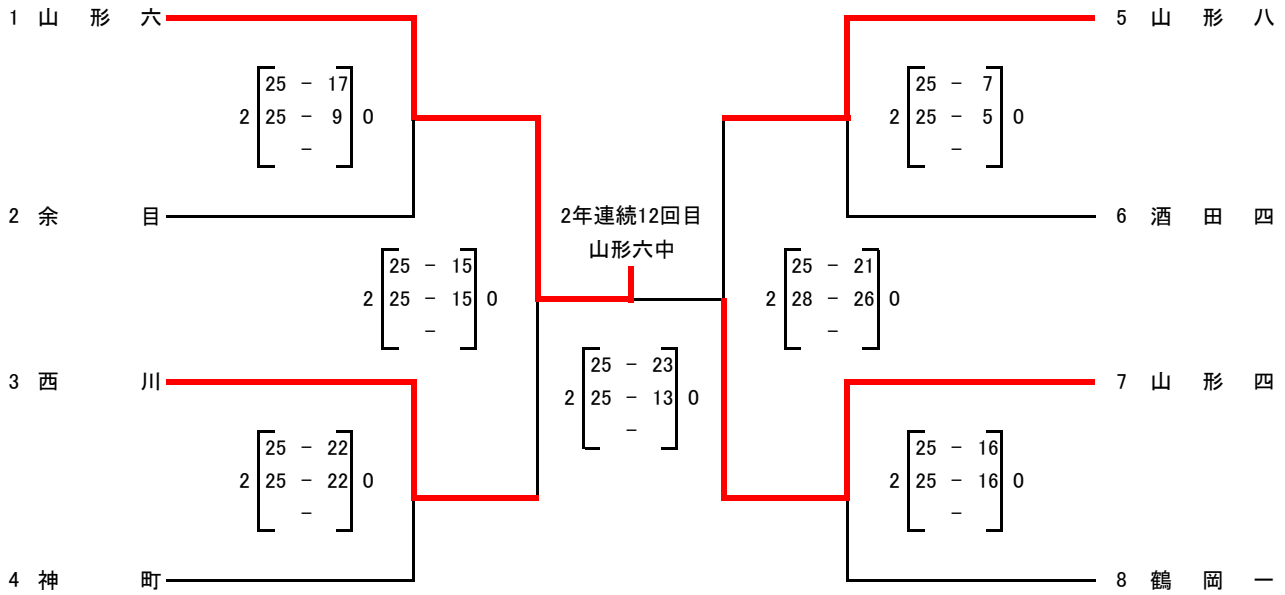 1 山形六
25 - 17
2 25 - 9 0
-
2 余目
25 - 15
2 25 - 15 0
-
3 西川
25 - 22
2 25 - 22 0
-
4 神町
2年連続12回目
山形六中
25 - 23
2 25 - 13 0
-
5 山形八
25 - 7
2 25 - 5 0
-
6 酒田四
25 - 21
2 28 - 26 0
-
7 山形四
25 - 16
2 25 - 16 0
-
8 鶴岡一